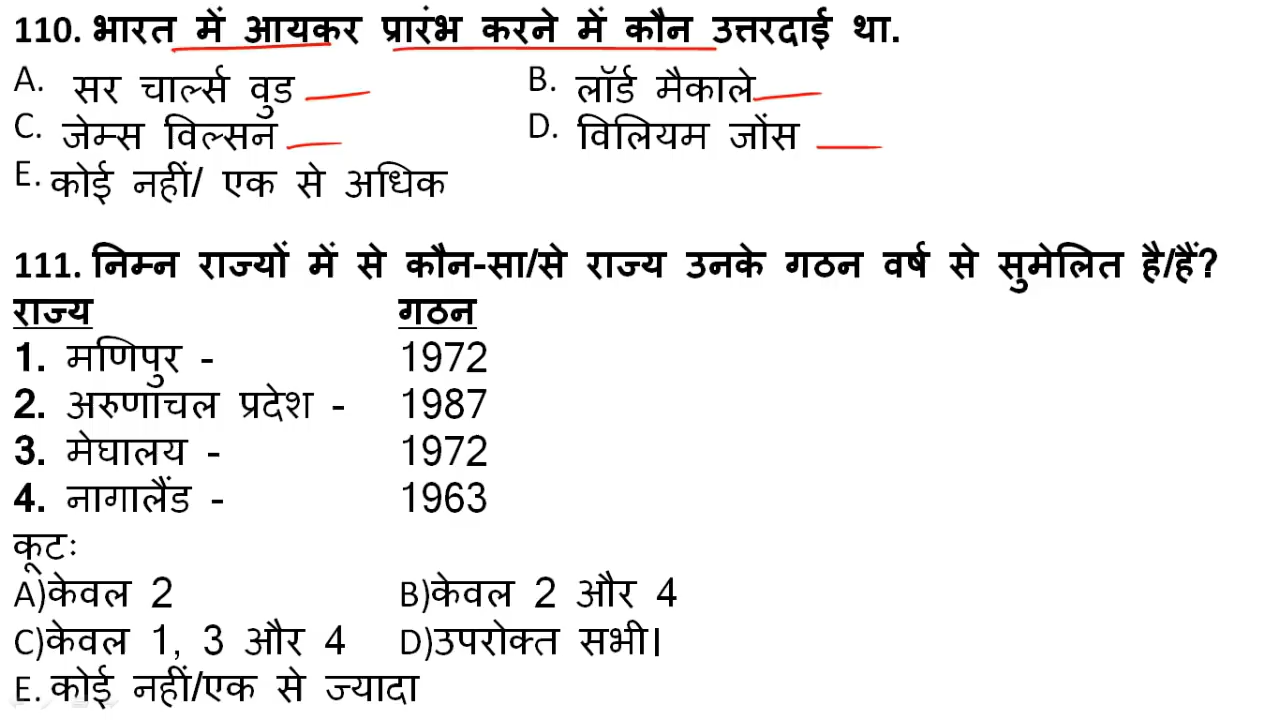 110. भारत में आयकर प्रारंभ करने में कौन उत्तरदाई था.
A. सर चार्ल्स वुड B. लॉर्ड मैकाले
C. जेम्स विल्सन D. विलियम जोंस
E. कोई नहीं/ एक से अधिक
111. निम्न राज्यों में से कौन-सा/से राज्य उनके गठन वर्ष से सुमेलित है/हैं?
राज्य गठन
1. मणिपुर - 1972
2. अरुणाचल प्रदेश - 1987
3. मेघालय - 1972
4. नागालैंड - 1963
कूटः
A)केवल 2 B)केवल 2 और 4
C)केवल 1, 3 और 4 D)उपरोक्त सभी।
E. कोई नहीं/एक से ज्यादा